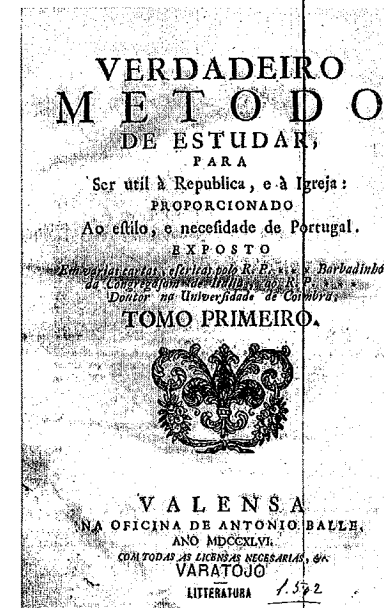 VERDADEIRO
METODO
DE ESTUDAR,
PARA
Ser util à Republica, e à Igreja:
PROPORCIONADO
Ao eſtilo, e neceſidade de Portugal.
EXPOSTO
Em varias cartas, eſcritas polo R. P. * * * Barbadinho
da Congregaſam de Italia, ao R. P. * * *
Doutor na Univerſidade de Coimbra;
TOMO PRIMEIRO.
VALENSA
NA OFICINA DE ANTONIO BALLE.
ANO MDCCXLVI.
COM TODAS AS LICENSAS NECESARIAS, &c.
VARATOJO
LITTERATURA 1.592